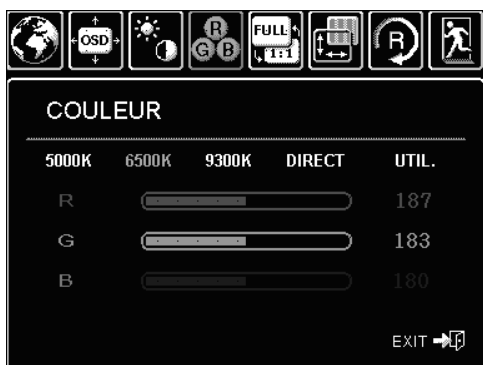 OSD R G B FULL 1:1 R
COULEUR
5000K 6500K 9300K DIRECT UTIL.
R 187
G 183
B 180
EXIT